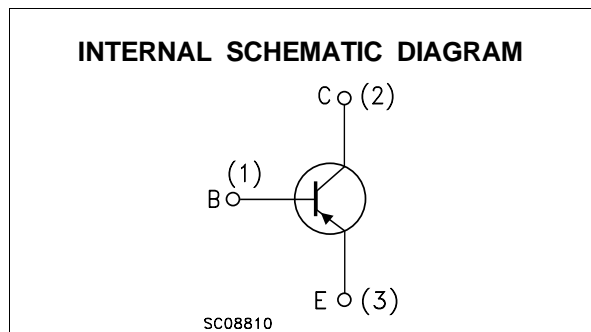 INTERNAL SCHEMATIC DIAGRAM
C (2)
(1)
B
E (3)
SC08810